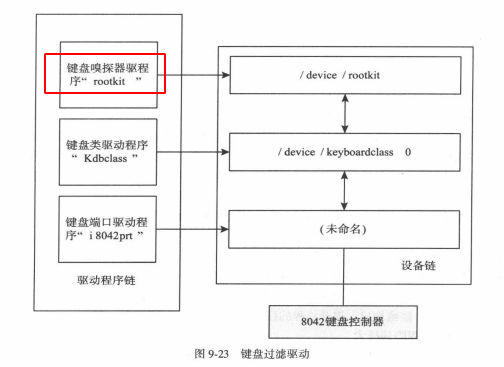 键盘嗅探器驱程
序“ rootkit ”
/ device / rootkit
键盘类驱动程序
“ Kdbclass ”
/ device / keyboardclass 0
键盘端口驱动程
序“ i 8042prt ”
(未命名)
驱动程序链
设备链
8042键盘控制器
图 9-23 键盘过滤驱动